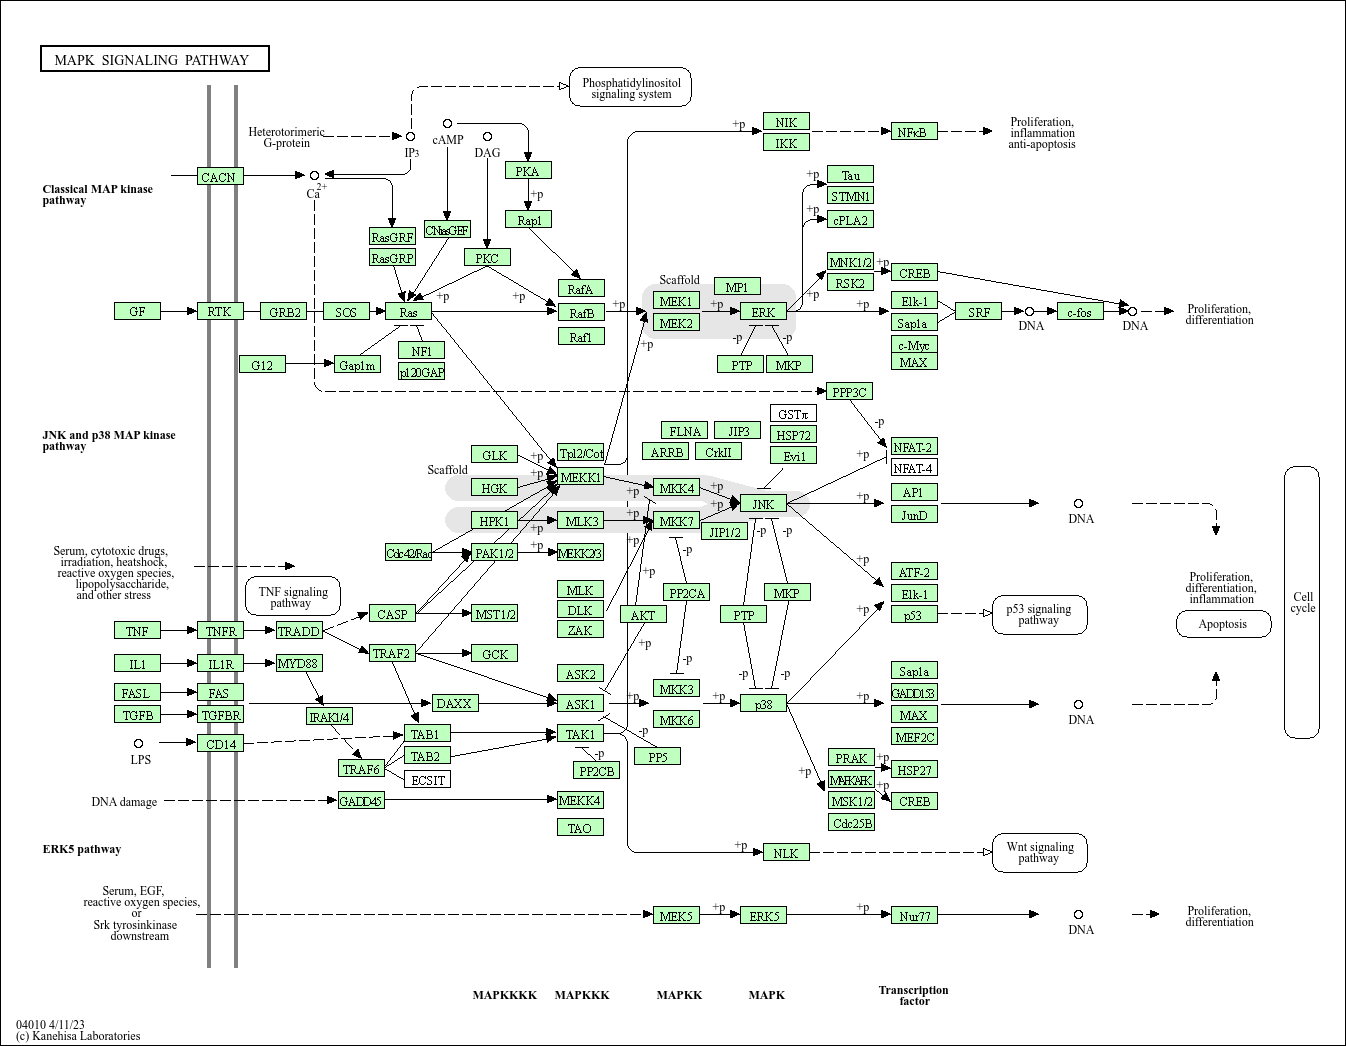 MAPK SIGNALING PATHWAY
Phosphatidylinositol
signaling system
Heterotorimeric
G-protein
IP3
cAMP
DAG
+p
NIK
IKK
NFκB
Proliferation,
inflammation
anti-apoptosis
Classical MAP kinase
pathway
CACN
Ca2+
PKA
+p
Rap1
+p
Tau
STMN1
+p
cPLA2
RasGRF
RasGRP
CNasGEF
PKC
RafA
Scaffold
MP1
MNK1/2
RSK2
+p
CREB
GF
RTK
GRB2
SOS
Ras
+p
+p
RafB
Raf1
+p
MEK1
MEK2
+p
ERK
+p
+p
Elk-1
Sap1a
c-Myc
MAX
SRF
DNA
c-fos
DNA
Proliferation,
differentiation
G12
Gap1m
NF1
p120GAP
+p
-p
-p
PTP
MKP
PPP3C
-p
JNK and p38 MAP kinase
pathway
FLNA
JIP3
GSTπ
HSP72
Evi1
ARRB
CrkII
NFAT-2
NFAT-4
+p
Scaffold
GLK
HGK
HPK1
+p
+p
+p
+p
Tpl2/Cot
MEKK1
MLK3
+p
+p
MKK4
MKK7
+p
+p
JNK
JIP1/2
+p
AP1
JunD
DNA
Cdc42/Rac
PAK1/2
+p
MEKK2/3
+p
-p
-p
-p
Serum, cytotoxic drugs,
irradiation, heatshock,
reactive oxygen species,
lipopolysaccharide,
and other stress
TNF signaling
pathway
MLK
DLK
ZAK
+p
AKT
PP2CA
MKP
PTP
+p
ATF-2
Elk-1
p53
+p
p53 signaling
pathway
Proliferation,
differentiation,
inflammation
Apoptosis
Cell
cycle
CASP
MST1/2
TNF
TNFR
TRADD
TRAF2
GCK
+p
IL1
IL1R
MYD88
ASK2
-p
MKK3
-p
-p
Sap1a
GADD153
MAX
MEF2C
FASL
FAS
DAXX
ASK1
+p
MKK6
+p
p38
+p
DNA
TGFB
TGFBR
IRAK1/4
TAB1
TAK1
-p
PP5
LPS
CD14
TAB2
-p
PP2CB
TRAF6
ECSIT
+p
PRAK
MAPKAPK
MSK1/2
Cdc25B
+p
+p
HSP27
CREB
DNA damage
GADD45
MEKK4
TAO
ERK5 pathway
+p
NLK
Wnt signaling
pathway
Serum, EGF,
reactive oxygen species,
or
Srk tyrosinkinase
downstream
MEK5
+p
ERK5
+p
Nur77
DNA
Proliferation,
differentiation
MAPKKKK
MAPKKK
MAPKK
MAPK
Transcription
factor
04010 4/11/23
(c) Kanehisa Laboratories